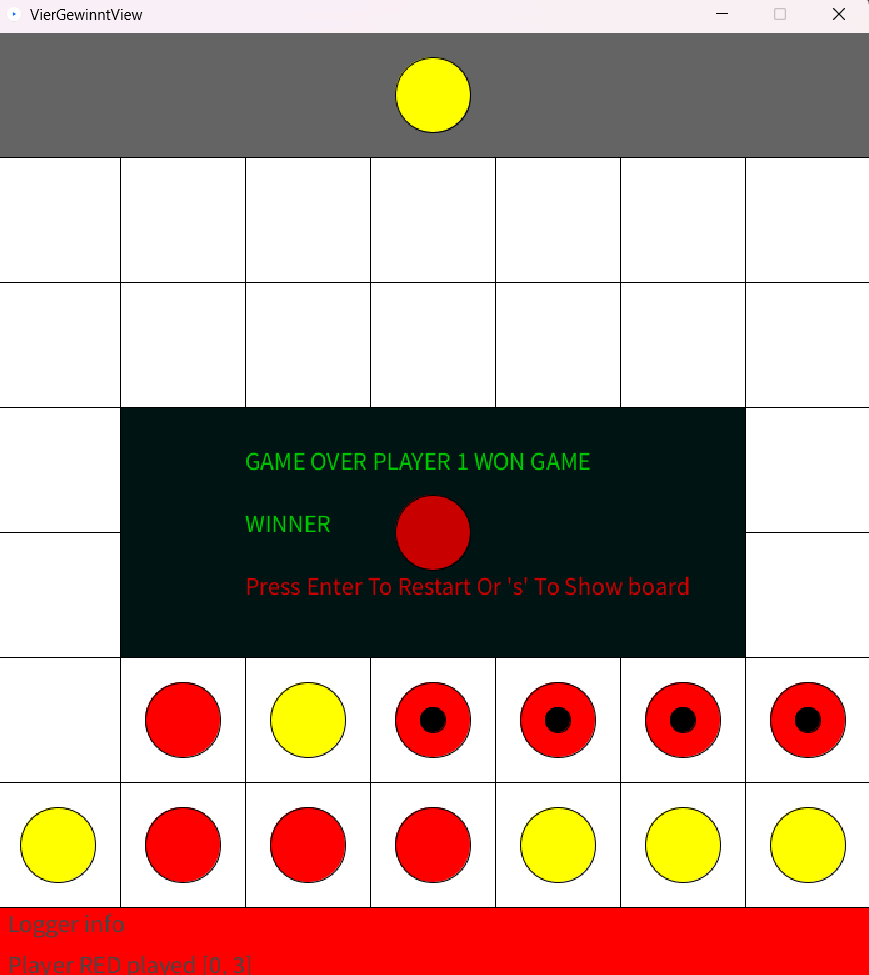 VierGewinntView
GAME OVER PLAYER 1 WON GAME
WINNER
Press Enter To Restart Or 's' To Show board
Logger info
Player RED played [0, 3]